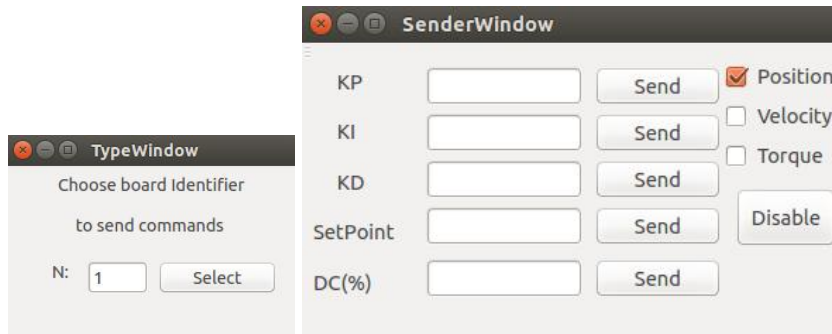 TypeWindow
Choose board Identifier
to send commands
N: 1 Select
SenderWindow
KP Send Position
KI Send Velocity
Torque
KD Send
SetPoint Send Disable
DC(%) Send